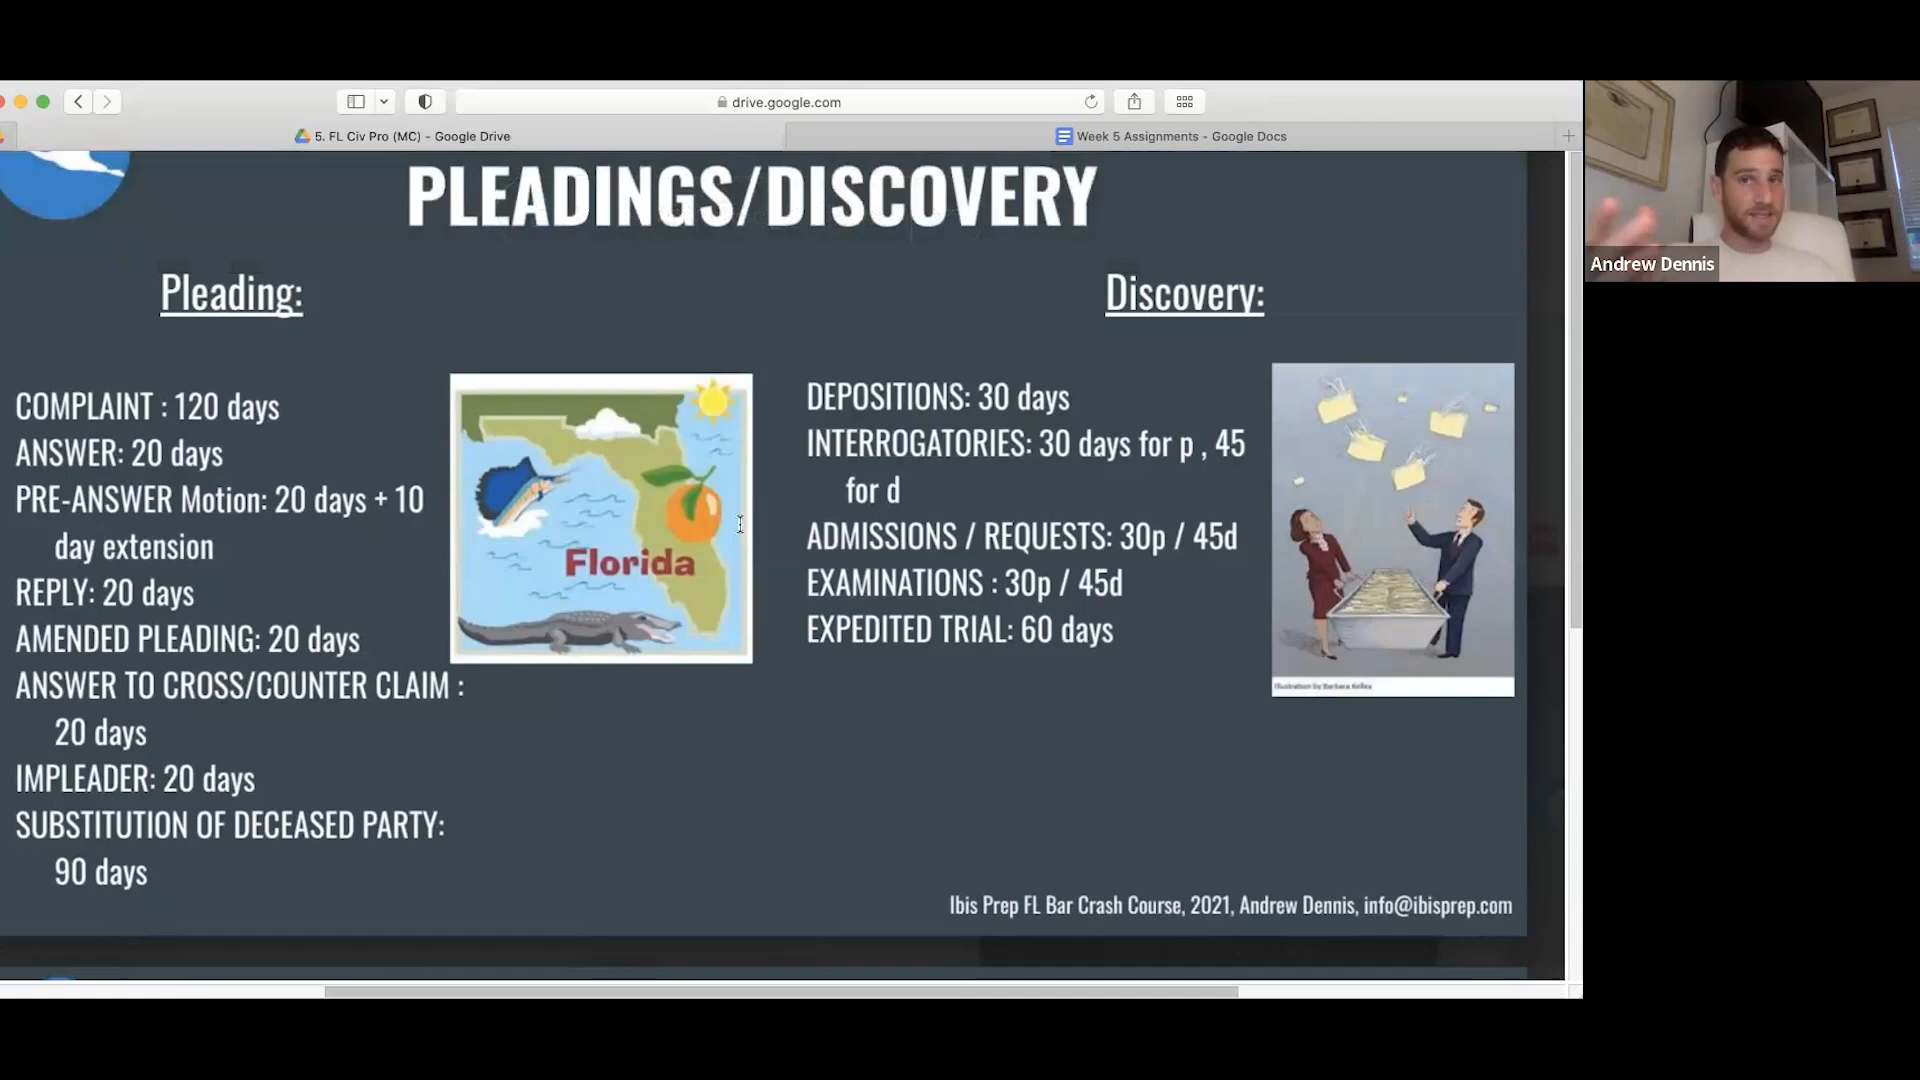 drive.google.com
5. FL Civ Pro (MC) - Google Drive
Week 5 Assignments - Google Docs
PLEADINGS/DISCOVERY
Pleading:
COMPLAINT : 120 days
ANSWER: 20 days
PRE-ANSWER Motion: 20 days + 10
day extension
REPLY: 20 days
AMENDED PLEADING: 20 days
ANSWER TO CROSS/COUNTER CLAIM :
20 days
IMPLEADER: 20 days
SUBSTITUTION OF DECEASED PARTY:
90 days
Florida
Discovery:
DEPOSITIONS: 30 days
INTERROGATORIES: 30 days for p , 45
for d
ADMISSIONS / REQUESTS: 30p / 45d
EXAMINATIONS : 30p / 45d
EXPEDITED TRIAL: 60 days
Illustration by Barbara Kelley
Ibis Prep FL Bar Crash Course, 2021, Andrew Dennis, info@ibisprep.com
Andrew Dennis